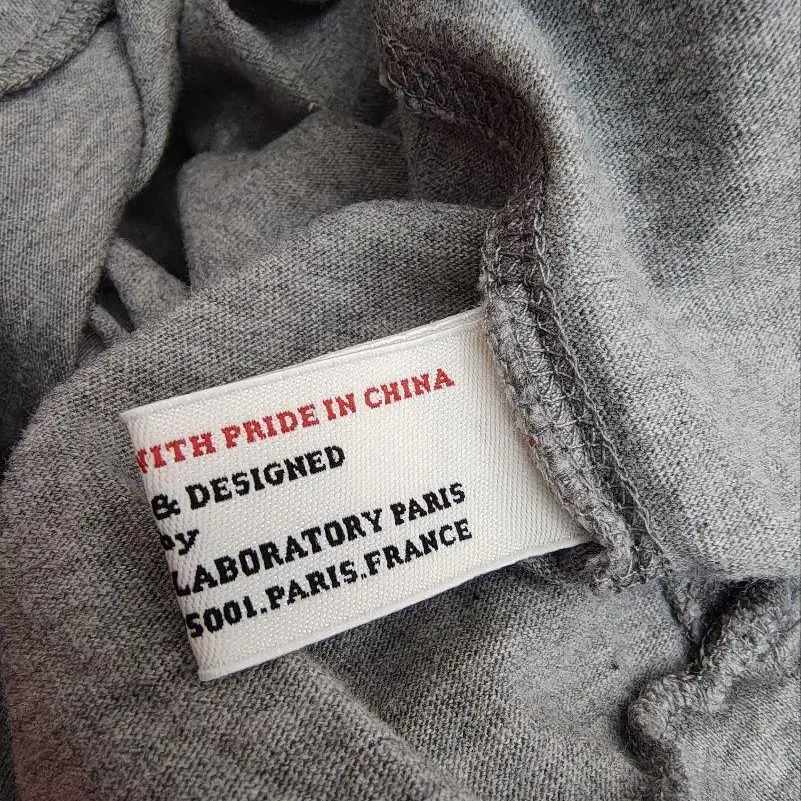 WITH PRIDE IN CHINA
& DESIGNED
by
LABORATORY PARIS
5001.PARIS.FRANCE